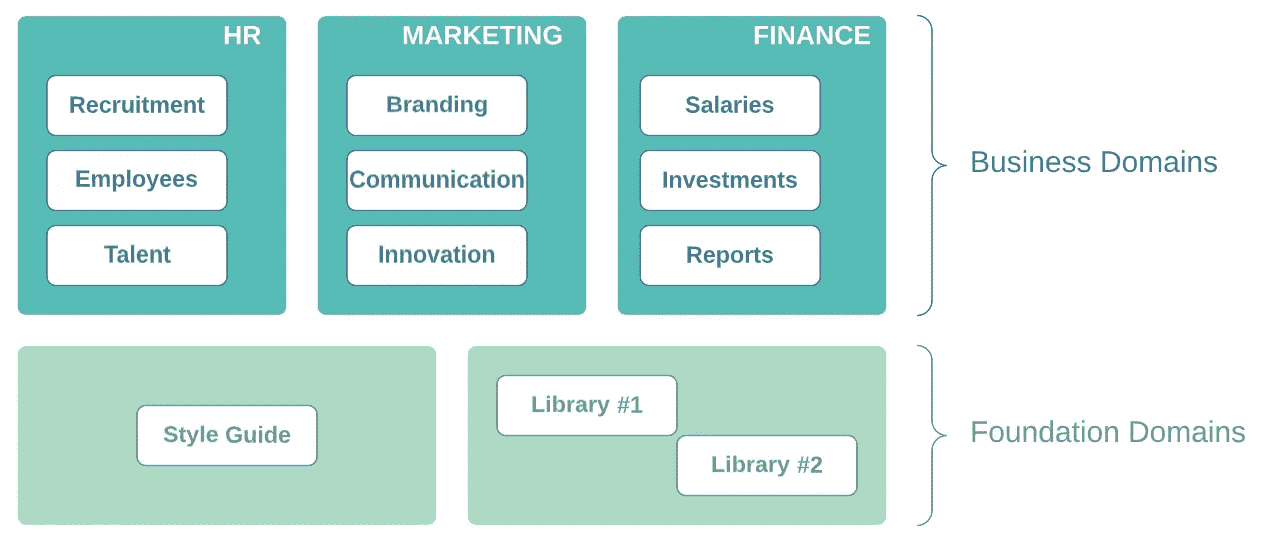 HR
Recruitment
Employees
Talent
MARKETING
Branding
Communication
Innovation
FINANCE
Salaries
Investments
Reports
Business Domains
Style Guide
Library #1
Library #2
Foundation Domains